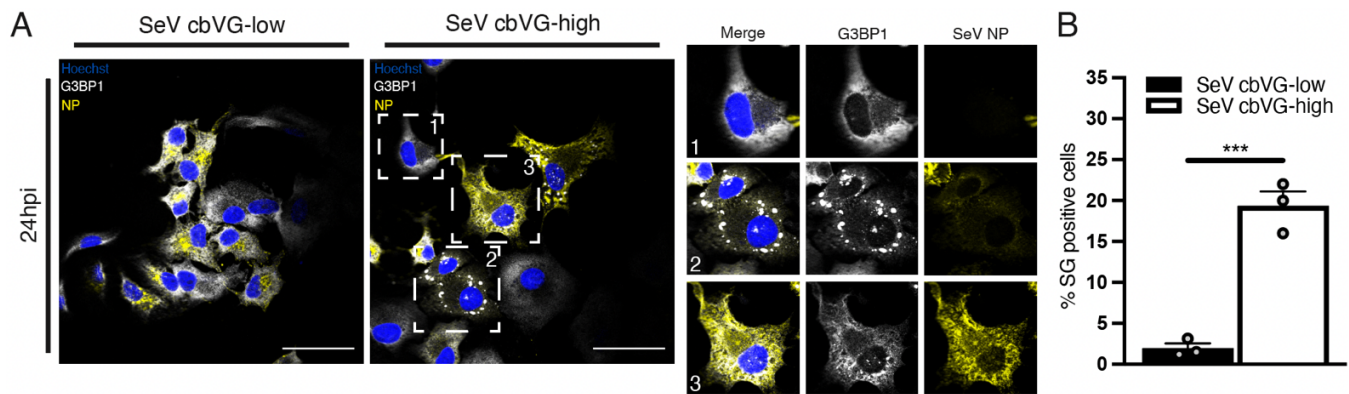 A
SeV cbVG-low
SeV cbVG-high
24hpi
Hoechst
G3BP1
NP
Hoechst
G3BP1
NP
1
3
2
Merge
G3BP1
SeV NP
1
2
3
B
% SG positive cells
35
30
25
20
15
10
5
0
SeV cbVG-low
SeV cbVG-high
***